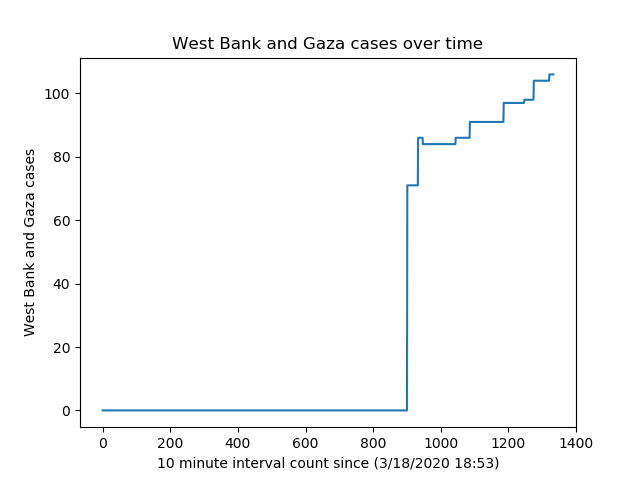 West Bank and Gaza cases over time
West Bank and Gaza cases
100
80
60
40
20
0
0 200 400 600 800 1000 1200 1400
10 minute interval count since (3/18/2020 18:53)